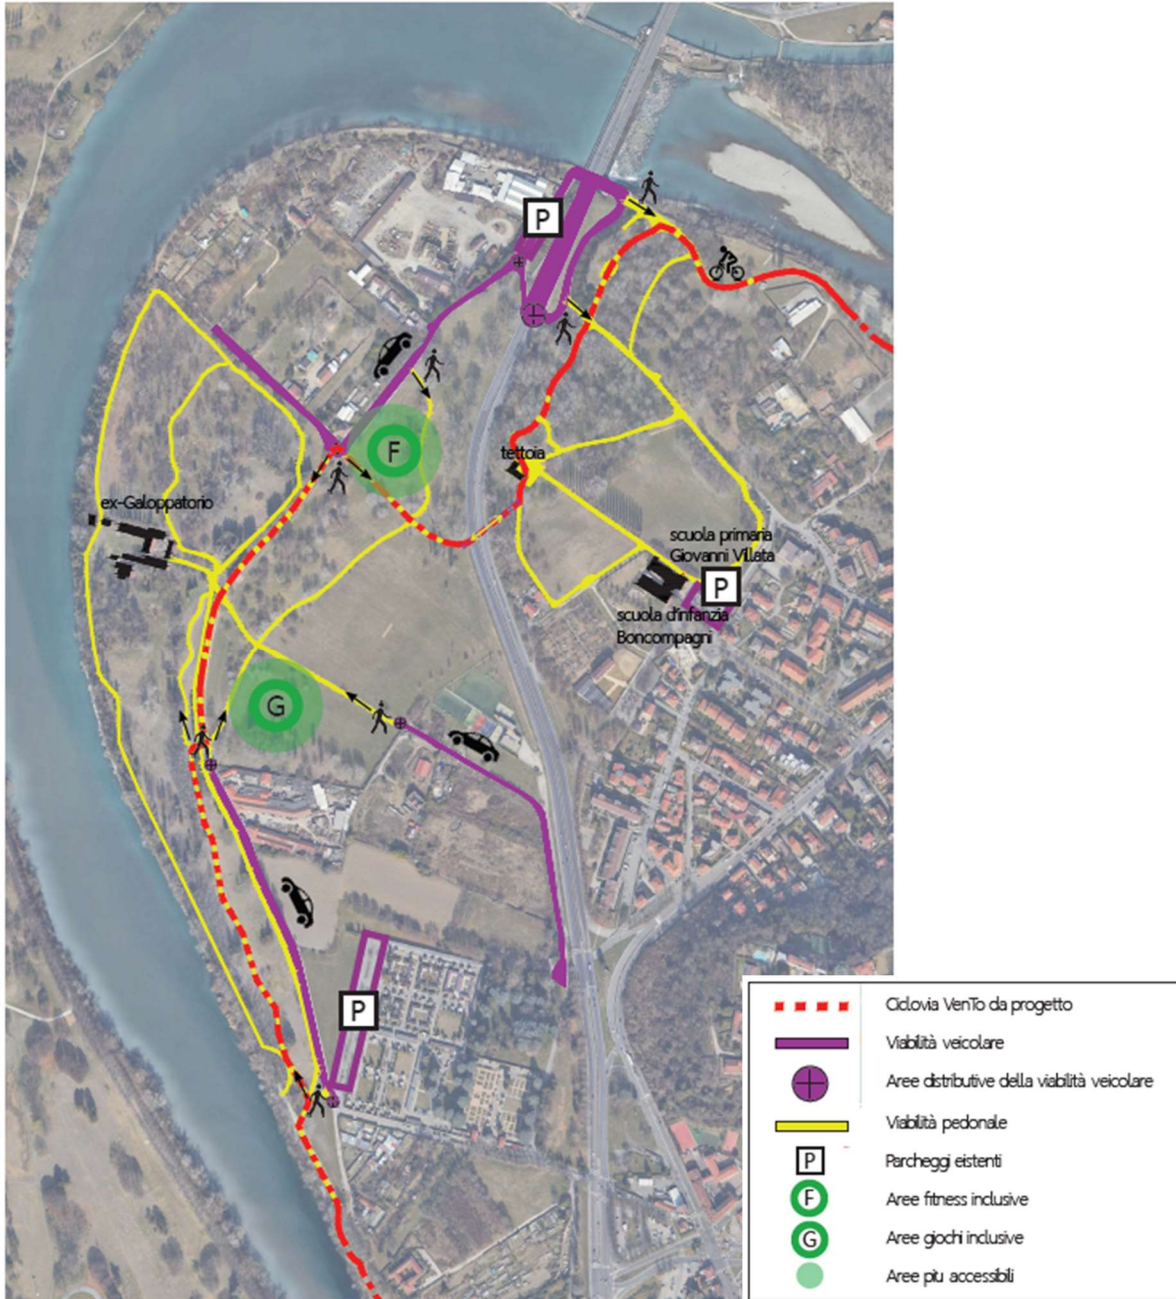 P
F
tettoia
ex-Galoppatorio
scuola primaria
Giovanni Villata
P
scuola d'infanzia
Boncompagni
G
P
Ciclovia VenTo da progetto
Viabilità veicolare
Aree distributive della viabilità veicolare
Viabilità pedonale
P Parcheggi eistenti
F Aree fitness inclusive
G Aree giochi inclusive
Aree più accessibili